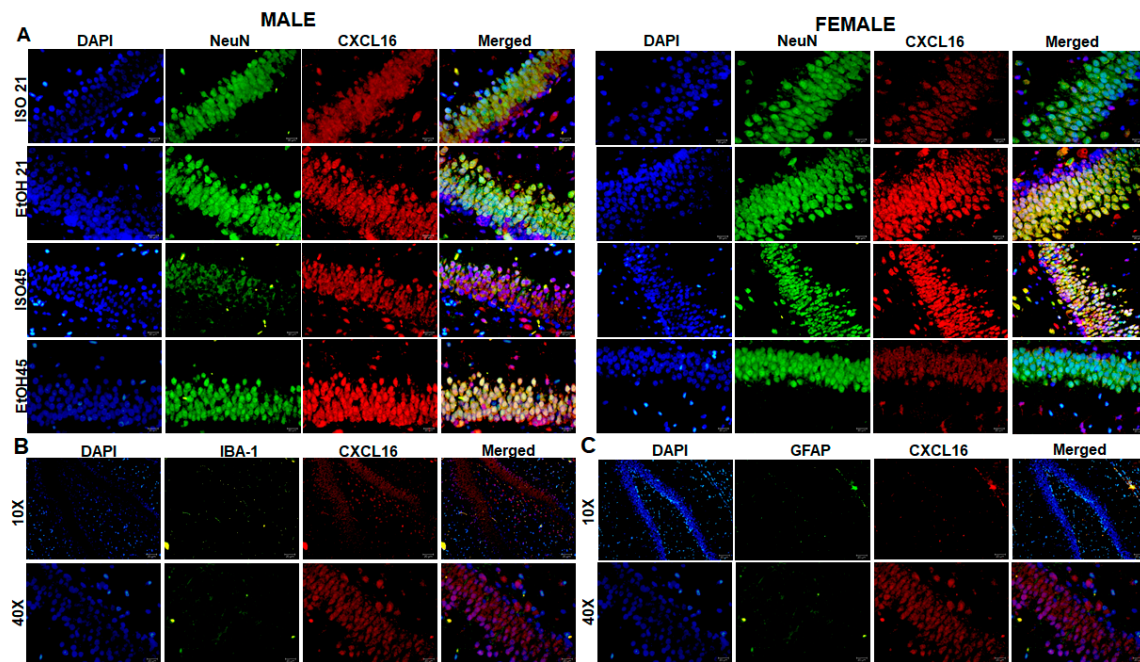 MALE
FEMALE
A
DAPI NeuN CXCL16 Merged
DAPI NeuN CXCL16 Merged
ISO 21
EtOH 21
ISO45
EtOH45
B
DAPI IBA-1 CXCL16 Merged
10X
40X
C
DAPI GFAP CXCL16 Merged
10X
40X